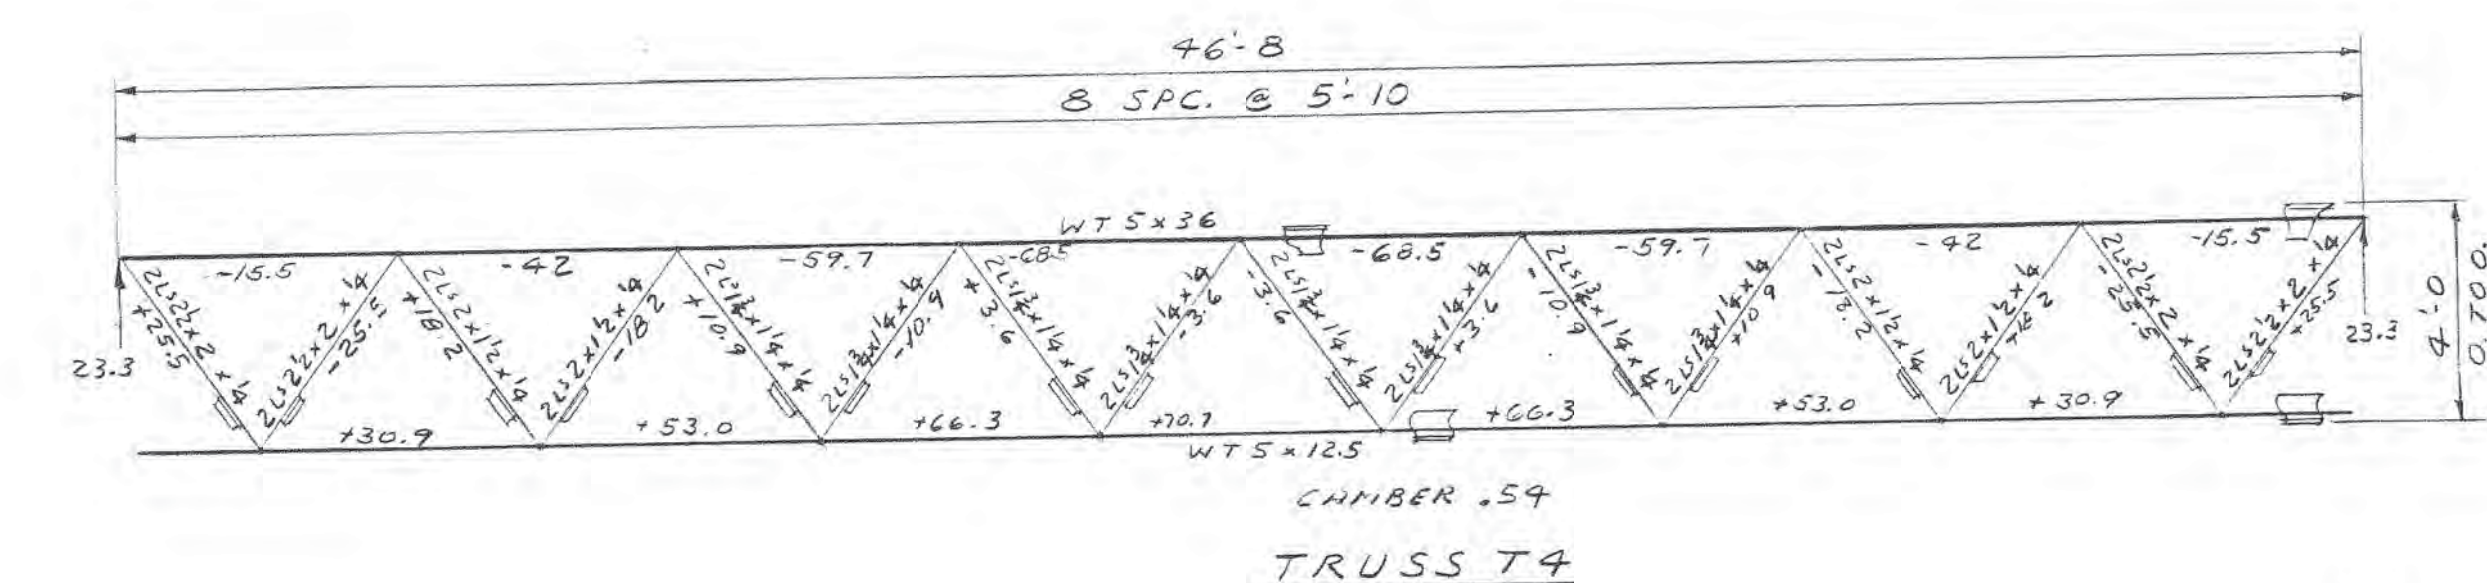 46'-8
8 SPC. @ 5'-10
WT 5 x 36
-15.5
-42
-59.7
-68.5
-68.5
-59.7
-42
-15.5
2LS2½x2x¼
+25.5
2LS2½x2x¼
-25.5
2LS2x1½x¼
+18.2
2LS2x1½x¼
-18.2
2LS1¾x1¼x¼
+10.9
2LS1¾x1¼x¼
-10.9
2LS1¾x1¼x¼
+3.6
2LS1¾x1¼x¼
-3.6
2LS1¾x1¼x¼
-3.6
2LS1¾x1¼x¼
+3.6
2LS1¾x1¼x¼
-10.9
2LS1¾x1¼x¼
+10.9
2LS2x1½x¼
-18.2
2LS2x1½x¼
+18.2
2LS2½x2x¼
-25.5
2LS2½x2x¼
+25.5
23.3
23.3
4'-0
O. TO O.
+30.9
+53.0
+66.3
+70.7
+66.3
+53.0
+30.9
WT 5 x 12.5
CAMBER .54
TRUSS T4